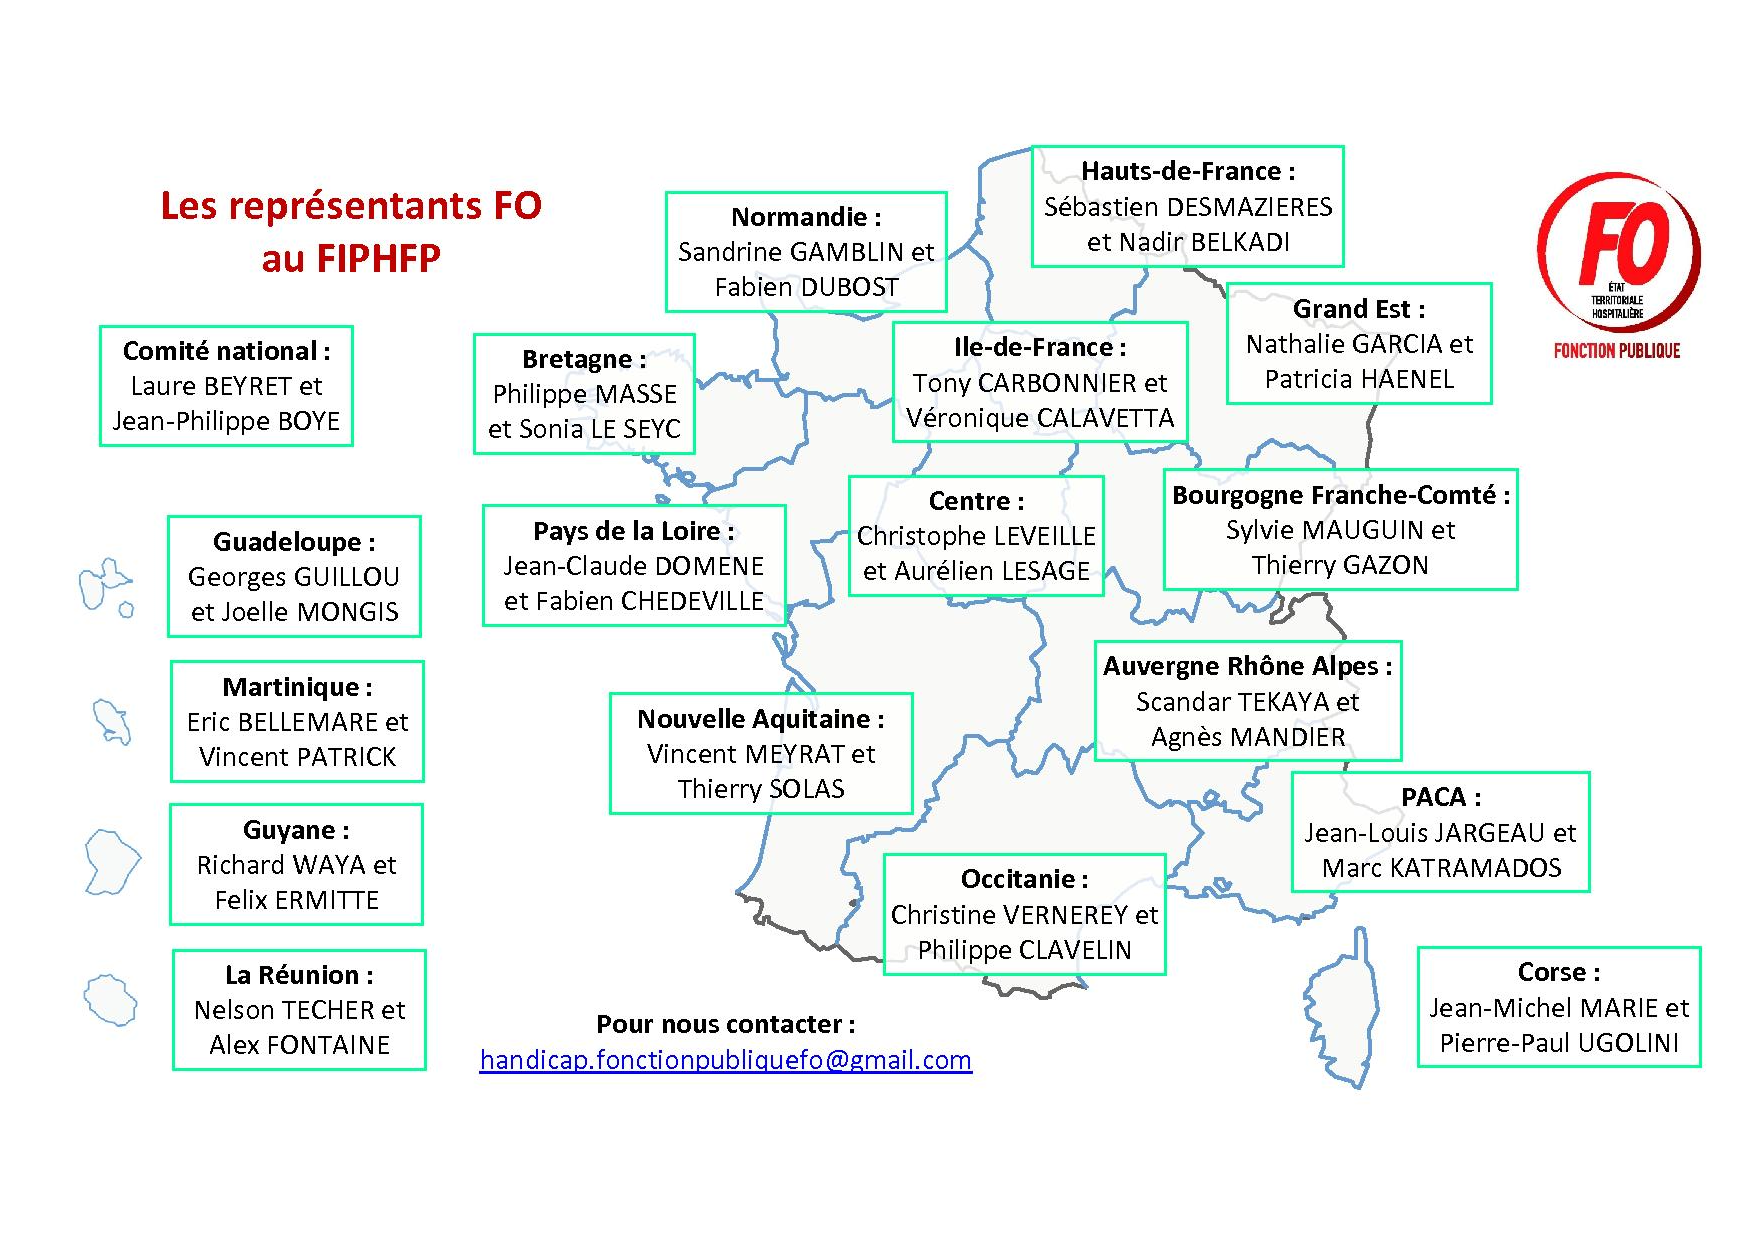 Les représentants FO
au FIPHFP
Comité national :
Laure BEYRET et
Jean-Philippe BOYE
Normandie :
Sandrine GAMBLIN et
Fabien DUBOST
Hauts-de-France :
Sébastien DESMAZIERES
et Nadir BELKADI
FO
ÉTAT
TERRITORIALE
HOSPITALIÈRE
FONCTION PUBLIQUE
Bretagne :
Philippe MASSE
et Sonia LE SEYC
Ile-de-France :
Tony CARBONNIER et
Véronique CALAVETTA
Grand Est :
Nathalie GARCIA et
Patricia HAENEL
Pays de la Loire :
Jean-Claude DOMENE
et Fabien CHEDEVILLE
Centre :
Christophe LEVEILLE
et Aurélien LESAGE
Bourgogne Franche-Comté :
Sylvie MAUGUIN et
Thierry GAZON
Guadeloupe :
Georges GUILLOU
et Joelle MONGIS
Martinique :
Eric BELLEMARE et
Vincent PATRICK
Nouvelle Aquitaine :
Vincent MEYRAT et
Thierry SOLAS
Auvergne Rhône Alpes :
Scandar TEKAYA et
Agnès MANDIER
Guyane :
Richard WAYA et
Felix ERMITTE
Occitanie :
Christine VERNEREY et
Philippe CLAVELIN
PACA :
Jean-Louis JARGEAU et
Marc KATRAMADOS
La Réunion :
Nelson TECHER et
Alex FONTAINE
Corse :
Jean-Michel MARIE et
Pierre-Paul UGOLINI
Pour nous contacter :
handicap.fonctionpubliquefo@gmail.com